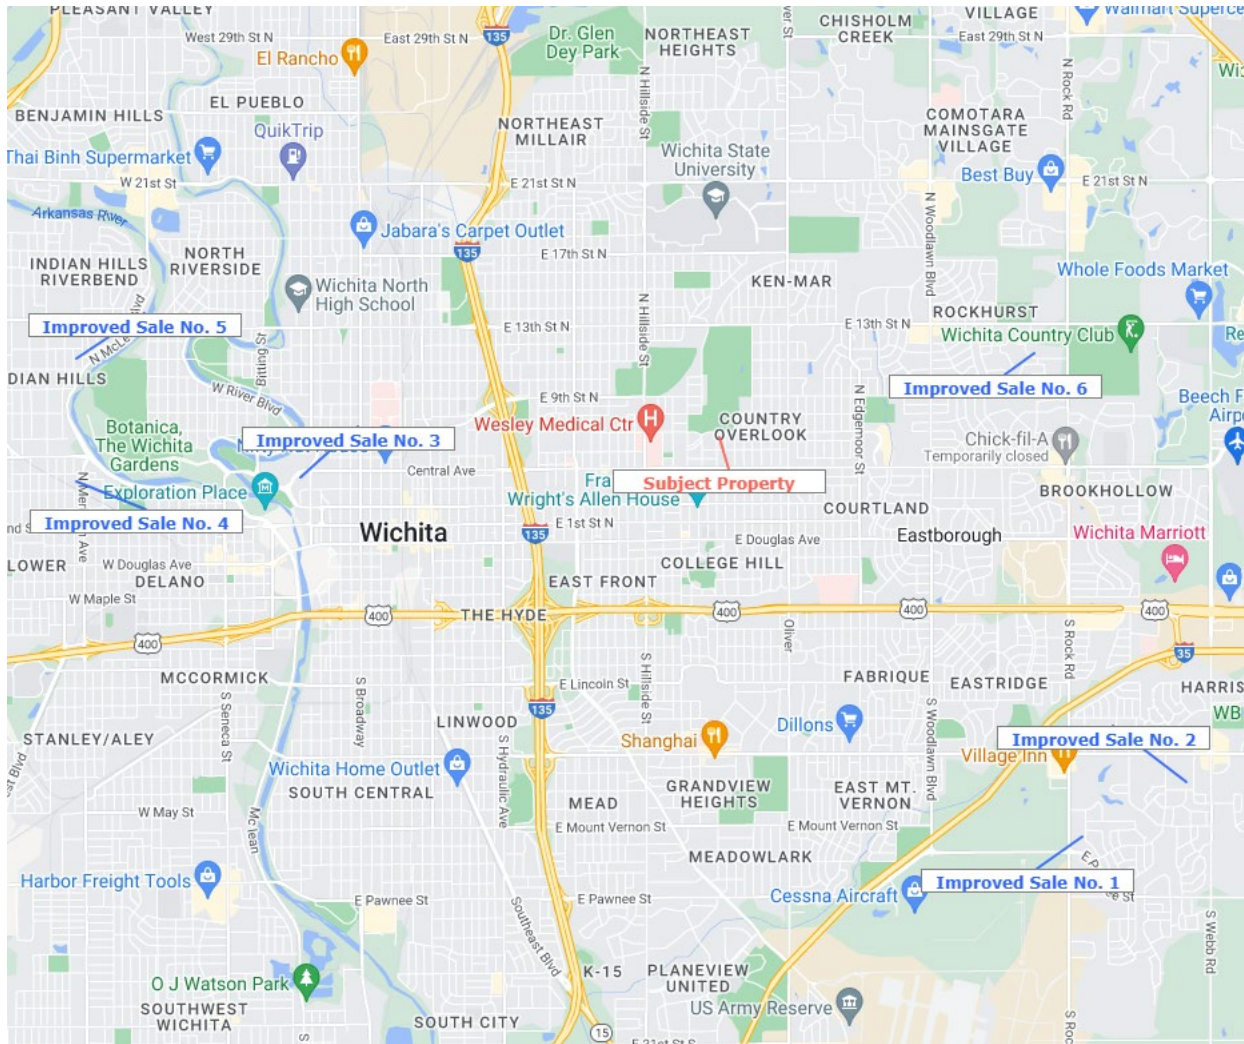 PLEASANT VALLEY
West 29th St N
East 29th St N
El Rancho
135
Dr. Glen
Dey Park
NORTHEAST
HEIGHTS
CHISHOLM
CREEK
VILLAGE
East 29th St N
Walmart Superce
EL PUEBLO
BENJAMIN HILLS
QuikTrip
Thai Binh Supermarket
W 21st St
NORTHEAST
MILLAIR
N Hillside St
Wichita State
University
COMOTARA
MAINSGATE
VILLAGE
N Rock Rd
Best Buy
E 21st St N
E 21st St N
N Woodlawn Blvd
Arkansas River
Jabara's Carpet Outlet
135
E 17th St N
NORTH
RIVERSIDE
INDIAN HILLS
RIVERBEND
Wichita North
High School
KEN-MAR
Whole Foods Market
N Hillside St
ROCKHURST
E 13th St N
E 13th St N
Wichita Country Club
Improved Sale No. 5
Bitting St
DIAN HILLS
W River Blvd
E 9th St N
Improved Sale No. 6
N Edgemoor St
Beech F
Airpo
Botanica,
The Wichita
Gardens
Wesley Medical Ctr
COUNTRY
OVERLOOK
Improved Sale No. 3
Chick-fil-A
Temporarily closed
Central Ave
Subject Property
Exploration Place
Fra
Wright's Allen House
BROOKHOLLOW
Improved Sale No. 4
Wichita
135
E 1st St N
COURTLAND
E Douglas Ave
Eastborough
Wichita Marriott
LOWER
W Douglas Ave
DELANO
COLLEGE HILL
EAST FRONT
W Maple St
400
THE HYDE
400
400
400
400
Oliver
S Rock Rd
35
MCCORMICK
S Seneca St
S Broadway
E Lincoln St
S Hillside St
FABRIQUE
EASTRIDGE
HARRIS
135
LINWOOD
S Hydraulic Ave
Dillons
S Woodlawn Blvd
WB
STANLEY/ALEY
Shanghai
Improved Sale No. 2
Village Inn
Wichita Home Outlet
SOUTH CENTRAL
GRANDVIEW
HEIGHTS
EAST MT.
VERNON
W May St
MEAD
E Mount Vernon St
E Mount Vernon St
McLean
MEADOWLARK
Harbor Freight Tools
Improved Sale No. 1
Cessna Aircraft
E Pawnee St
E Pawnee St
Southeast Blvd
S Webb Rd
O J Watson Park
K-15
PLANEVIEW
UNITED
SOUTHWEST
WICHITA
US Army Reserve
SOUTH CITY
15
E 31st St S